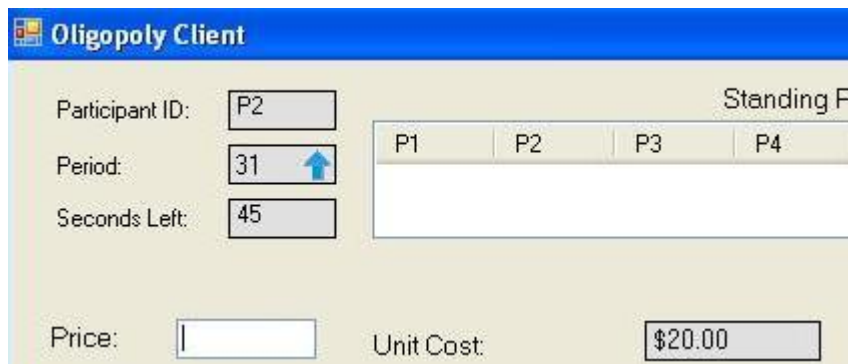 Oligopoly Client
Participant ID: P2
Standing
Period: 31
P1 P2 P3 P4
Seconds Left: 45
Price:
Unit Cost: $20.00